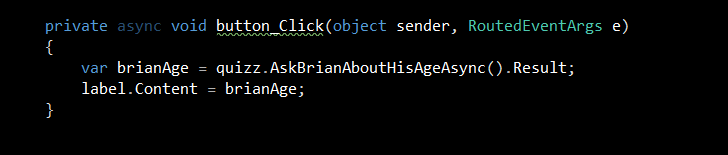 private async void button_Click(object sender, RoutedEventArgs e)
{
    var brianAge = quizz.AskBrianAboutHisAgeAsync().Result;
    label.Content = brianAge;
}